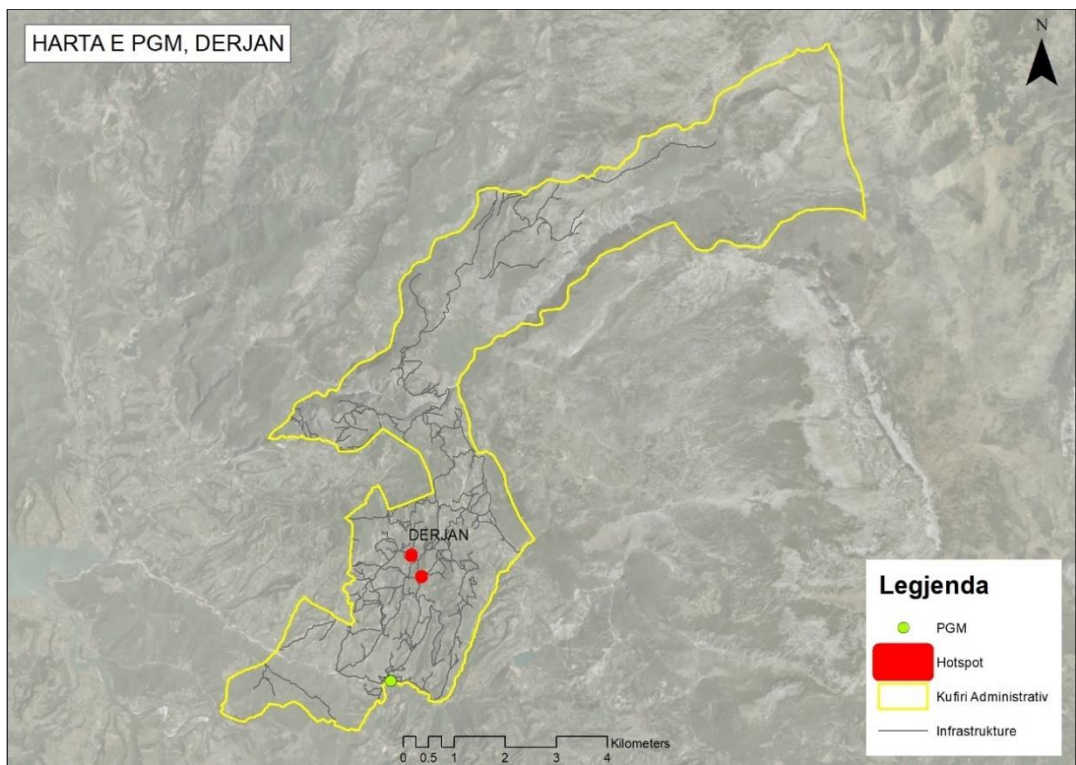 HARTA E PGM, DERJAN
N
DERJAN
Legjenda
PGM
Hotspot
Kufiri Administrativ
Infrastrukture
Kilometers
0 0.5 1 2 3 4